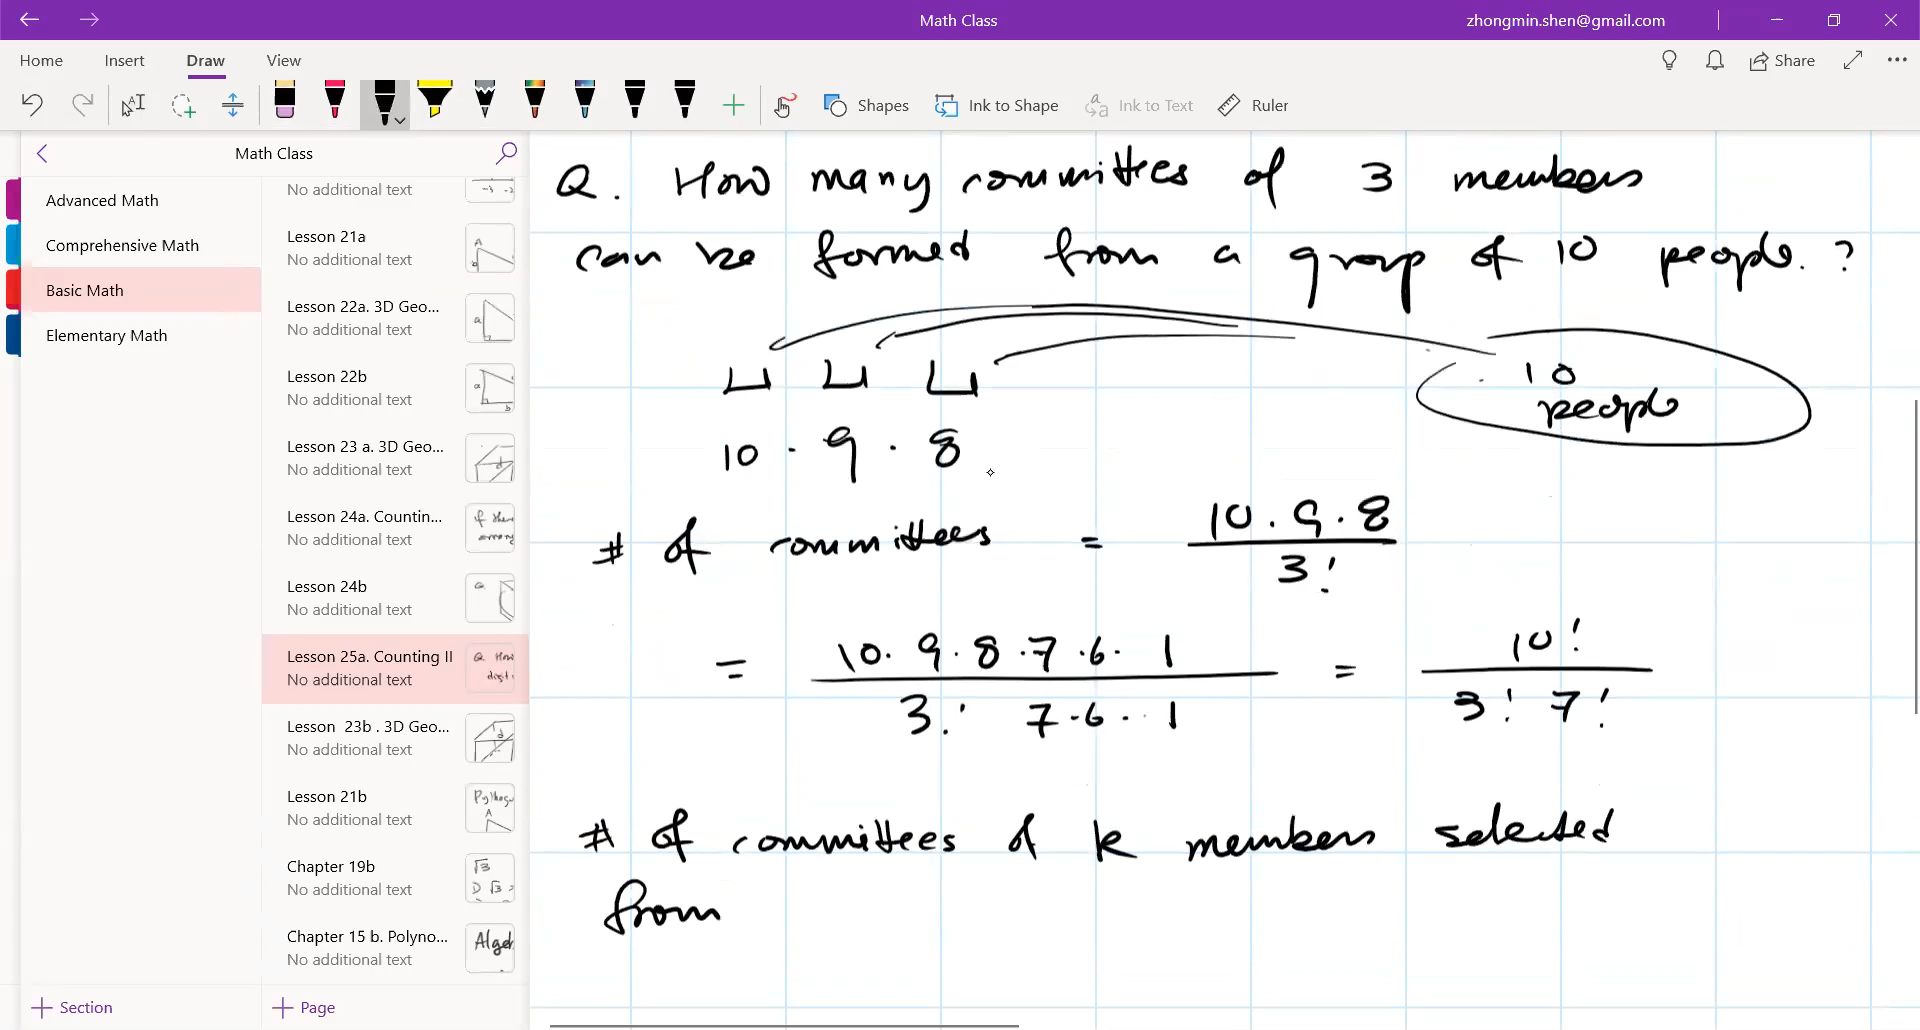 Math Class
zhongmin.shen@gmail.com
Home Insert Draw View
Share
Shapes Ink to Shape Ink to Text Ruler
Math Class
Advanced Math
Comprehensive Math
Basic Math
Elementary Math
No additional text
Lesson 21a
No additional text
Lesson 22a. 3D Geo...
No additional text
Lesson 22b
No additional text
Lesson 23 a. 3D Geo...
No additional text
Lesson 24a. Countin...
No additional text
Lesson 24b
No additional text
Lesson 25a. Counting II
No additional text
Lesson 23b . 3D Geo...
No additional text
Lesson 21b
No additional text
Chapter 19b
No additional text
Chapter 15 b. Polyno...
No additional text
Section
Page
Q. How many committees of 3 members
can be formed from a group of 10 people. ?
10
people
10 · 9 · 8
# of committees = 10 . 9 . 8
3!
= 10 · 9 · 8 · 7 · 6 · 1 = 10!
3! 7 · 6 · · 1 3! 7!
# of committees of k members selected
from